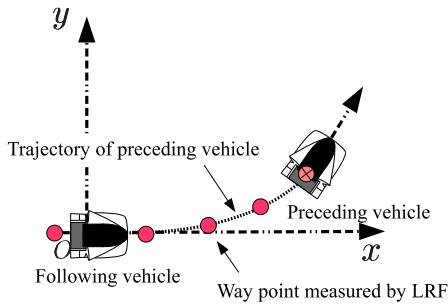 y
Trajectory of preceding vehicle
Preceding vehicle
O
x
Following vehicle
Way point measured by LRF